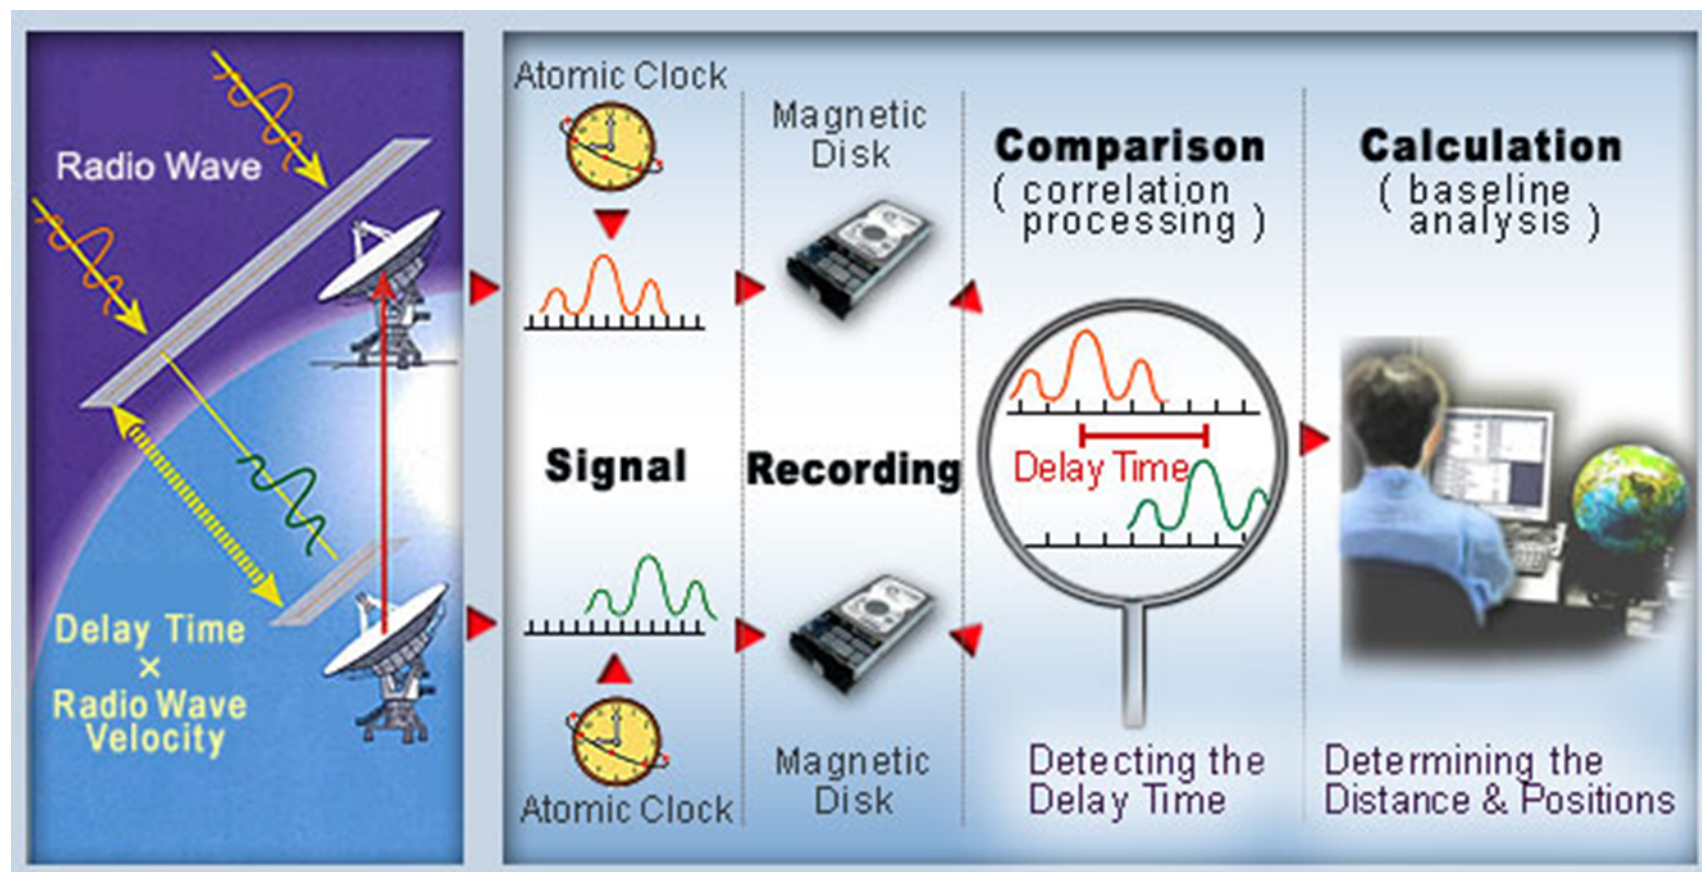 Radio Wave
Delay Time
×
Radio Wave
Velocity
Atomic Clock
Signal
Atomic Clock
Magnetic
Disk
Recording
Magnetic
Disk
Comparison
( correlation
processing )
Delay Time
Detecting the
Delay Time
Calculation
( baseline
analysis )
Determining the
Distance & Positions